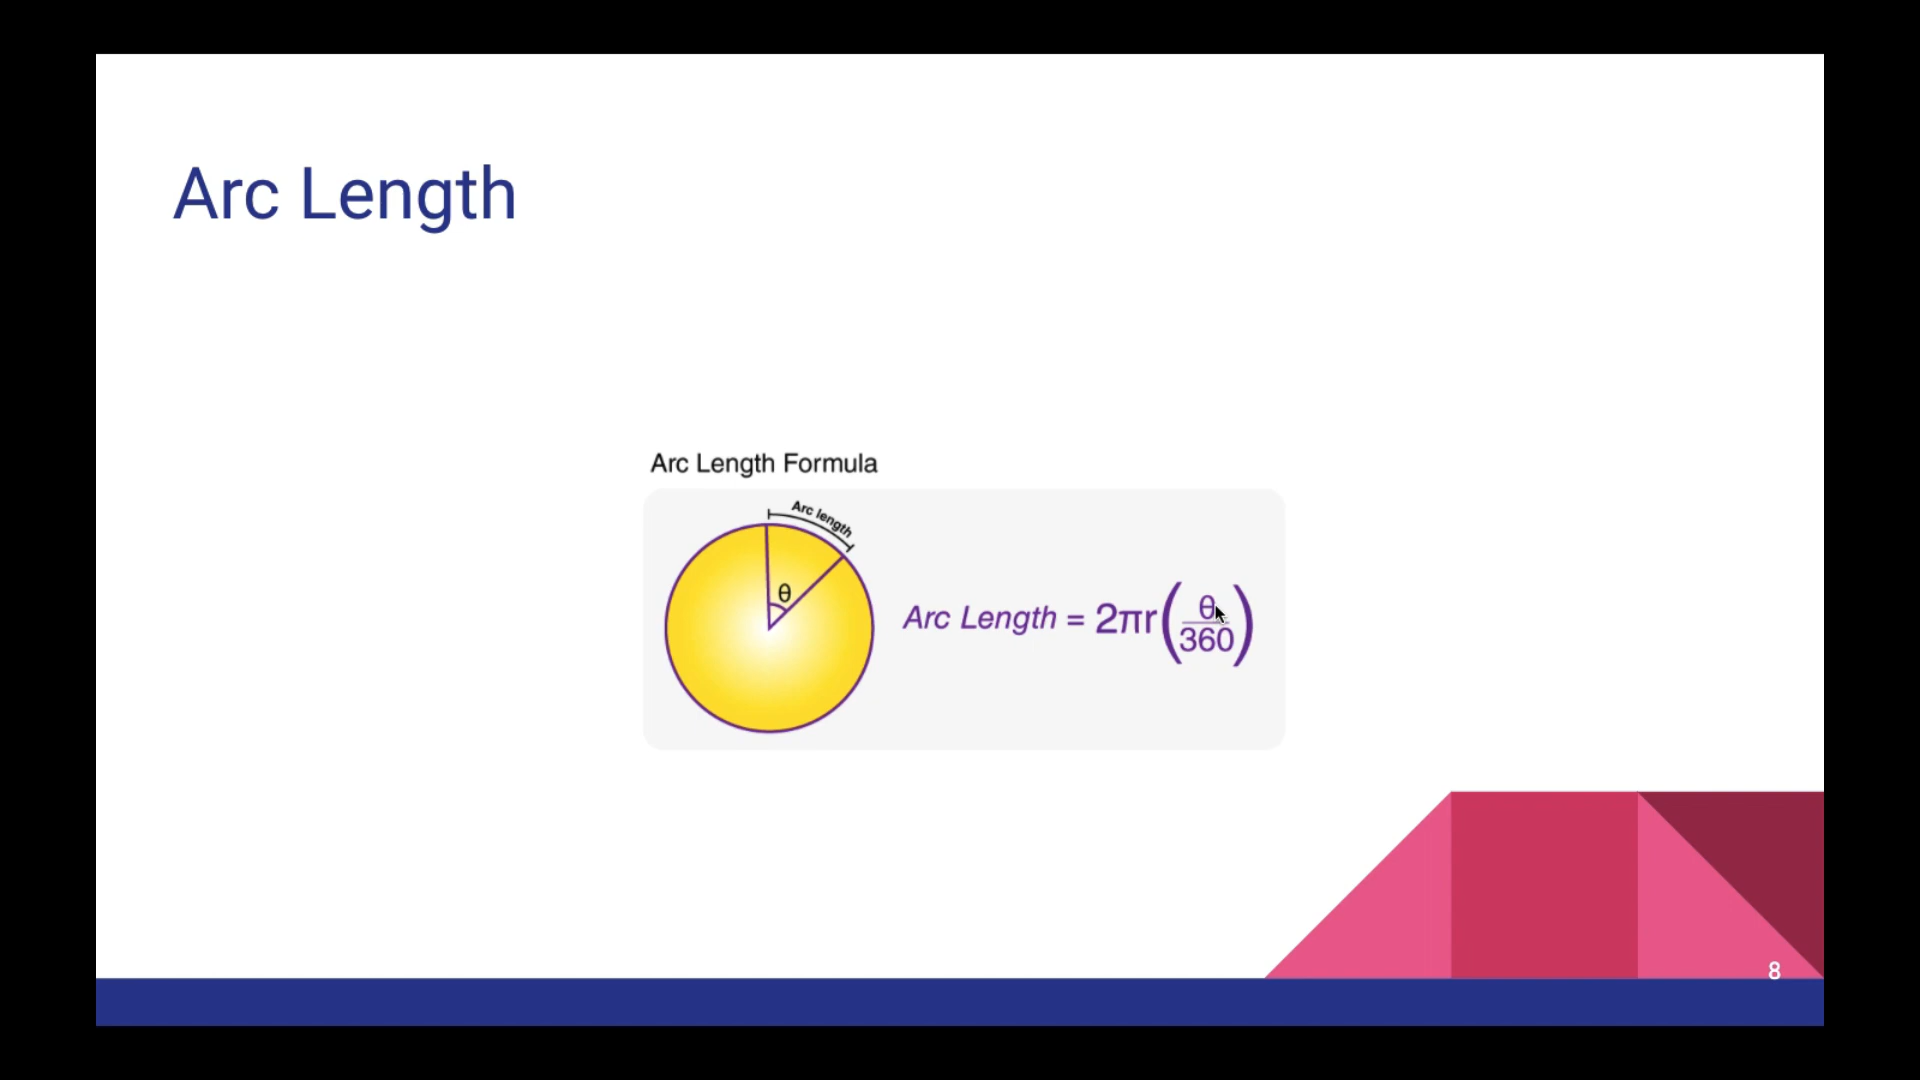 Arc Length
Arc Length Formula
Arc length
θ
Arc Length = 2πr(θ/360)
8